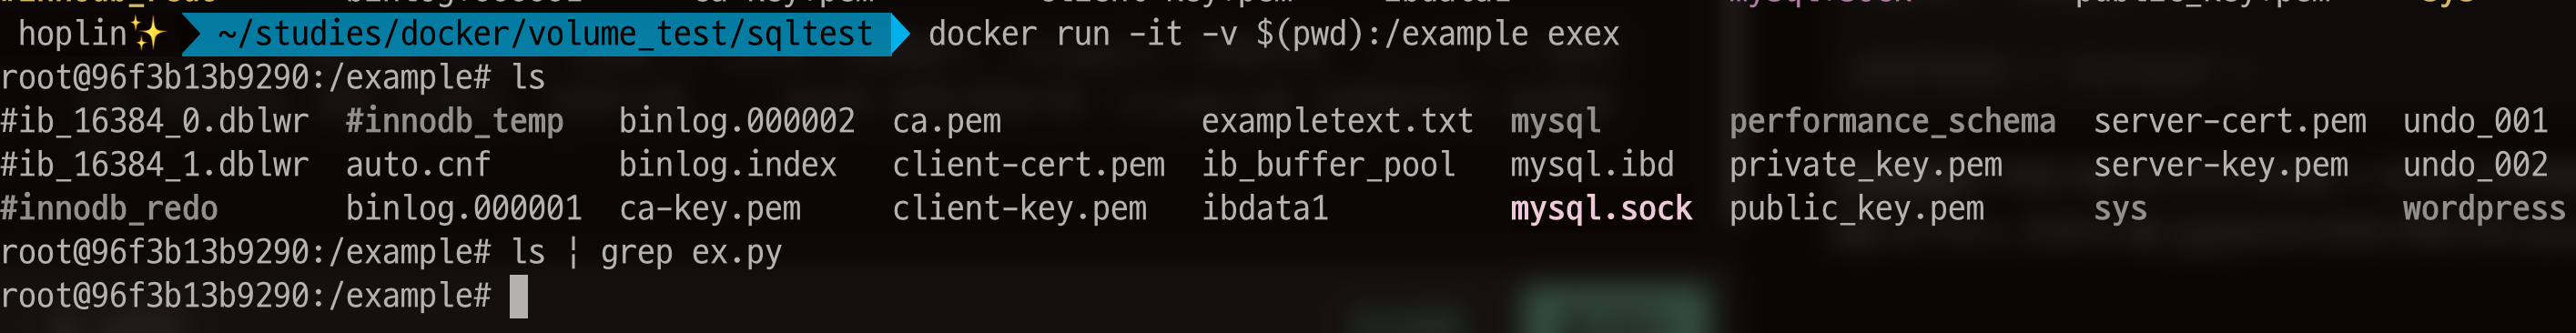 hoplin✨ ~/studies/docker/volume_test/sqltest docker run -it -v $(pwd):/example exex
root@96f3b13b9290:/example# ls
#ib_16384_0.dblwr #innodb_temp binlog.000002 ca.pem exampletext.txt mysql performance_schema server-cert.pem undo_001
#ib_16384_1.dblwr auto.cnf binlog.index client-cert.pem ib_buffer_pool mysql.ibd private_key.pem server-key.pem undo_002
#innodb_redo binlog.000001 ca-key.pem client-key.pem ibdata1 mysql.sock public_key.pem sys wordpress
root@96f3b13b9290:/example# ls | grep ex.py
root@96f3b13b9290:/example#